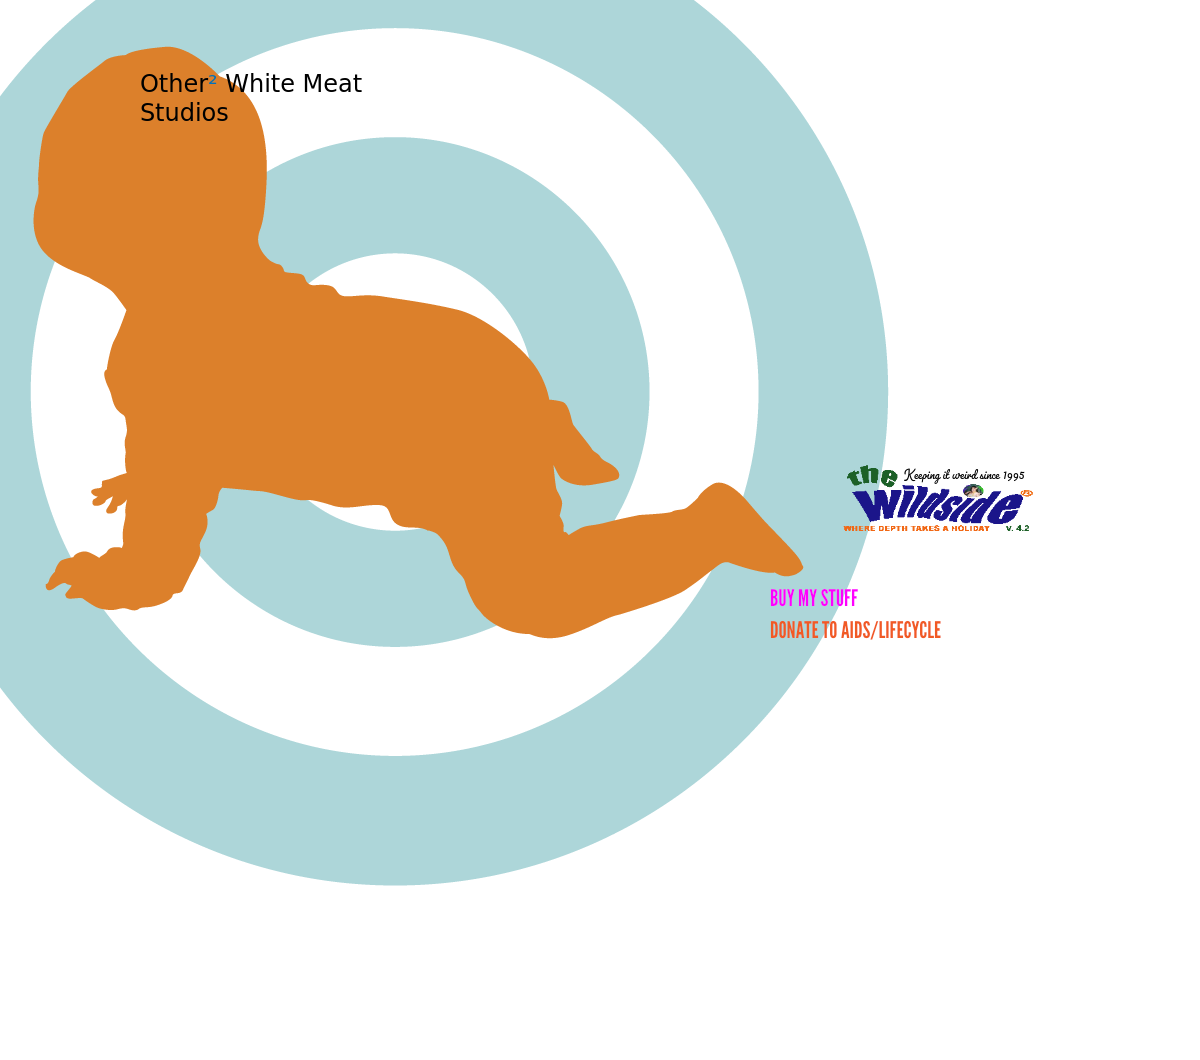 Other² White Meat
Studios
the Keeping it weird since 1995
Wildside
WHERE DEPTH TAKES A HOLIDAY v. 4.2
BUY MY STUFF
DONATE TO AIDS/LIFECYCLE